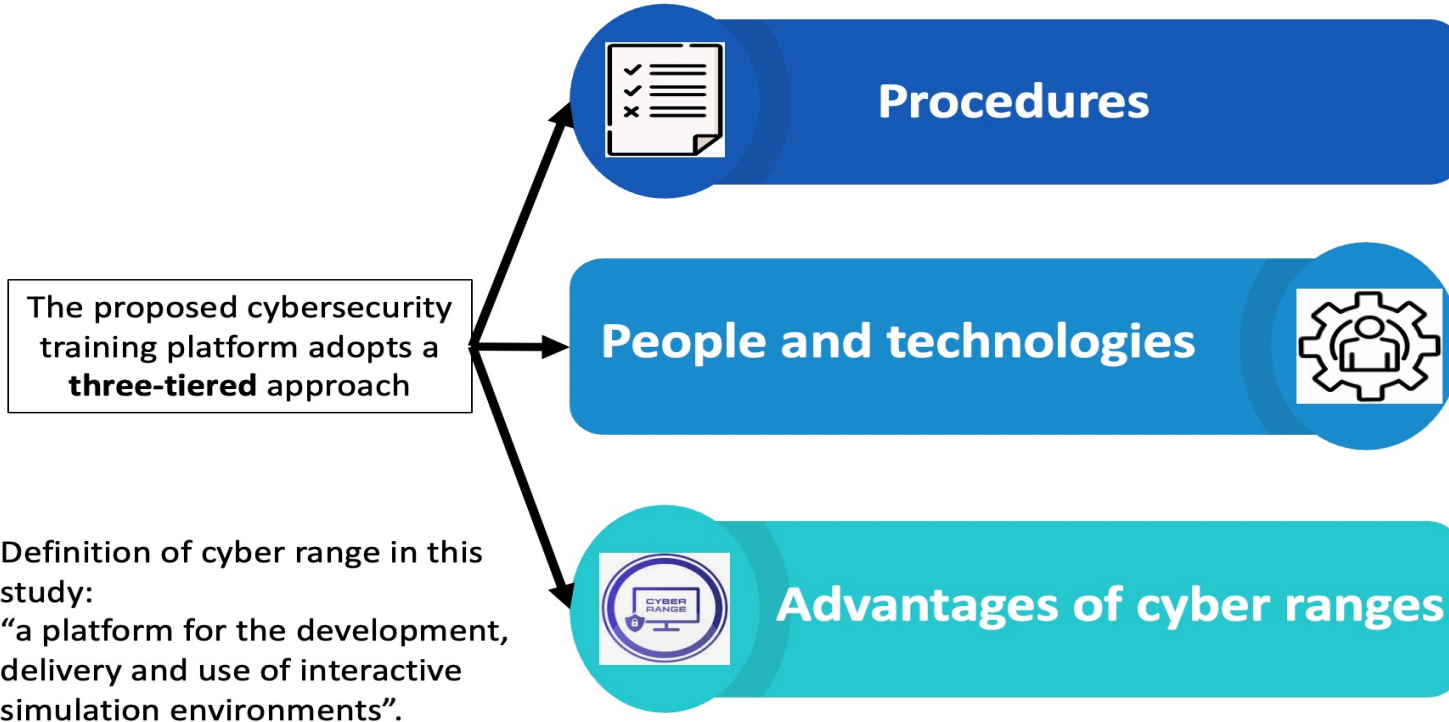 Procedures
The proposed cybersecurity
training platform adopts a
three-tiered approach
People and technologies
Definition of cyber range in this
study:
“a platform for the development,
delivery and use of interactive
simulation environments”.
CYBER
RANGE
Advantages of cyber ranges